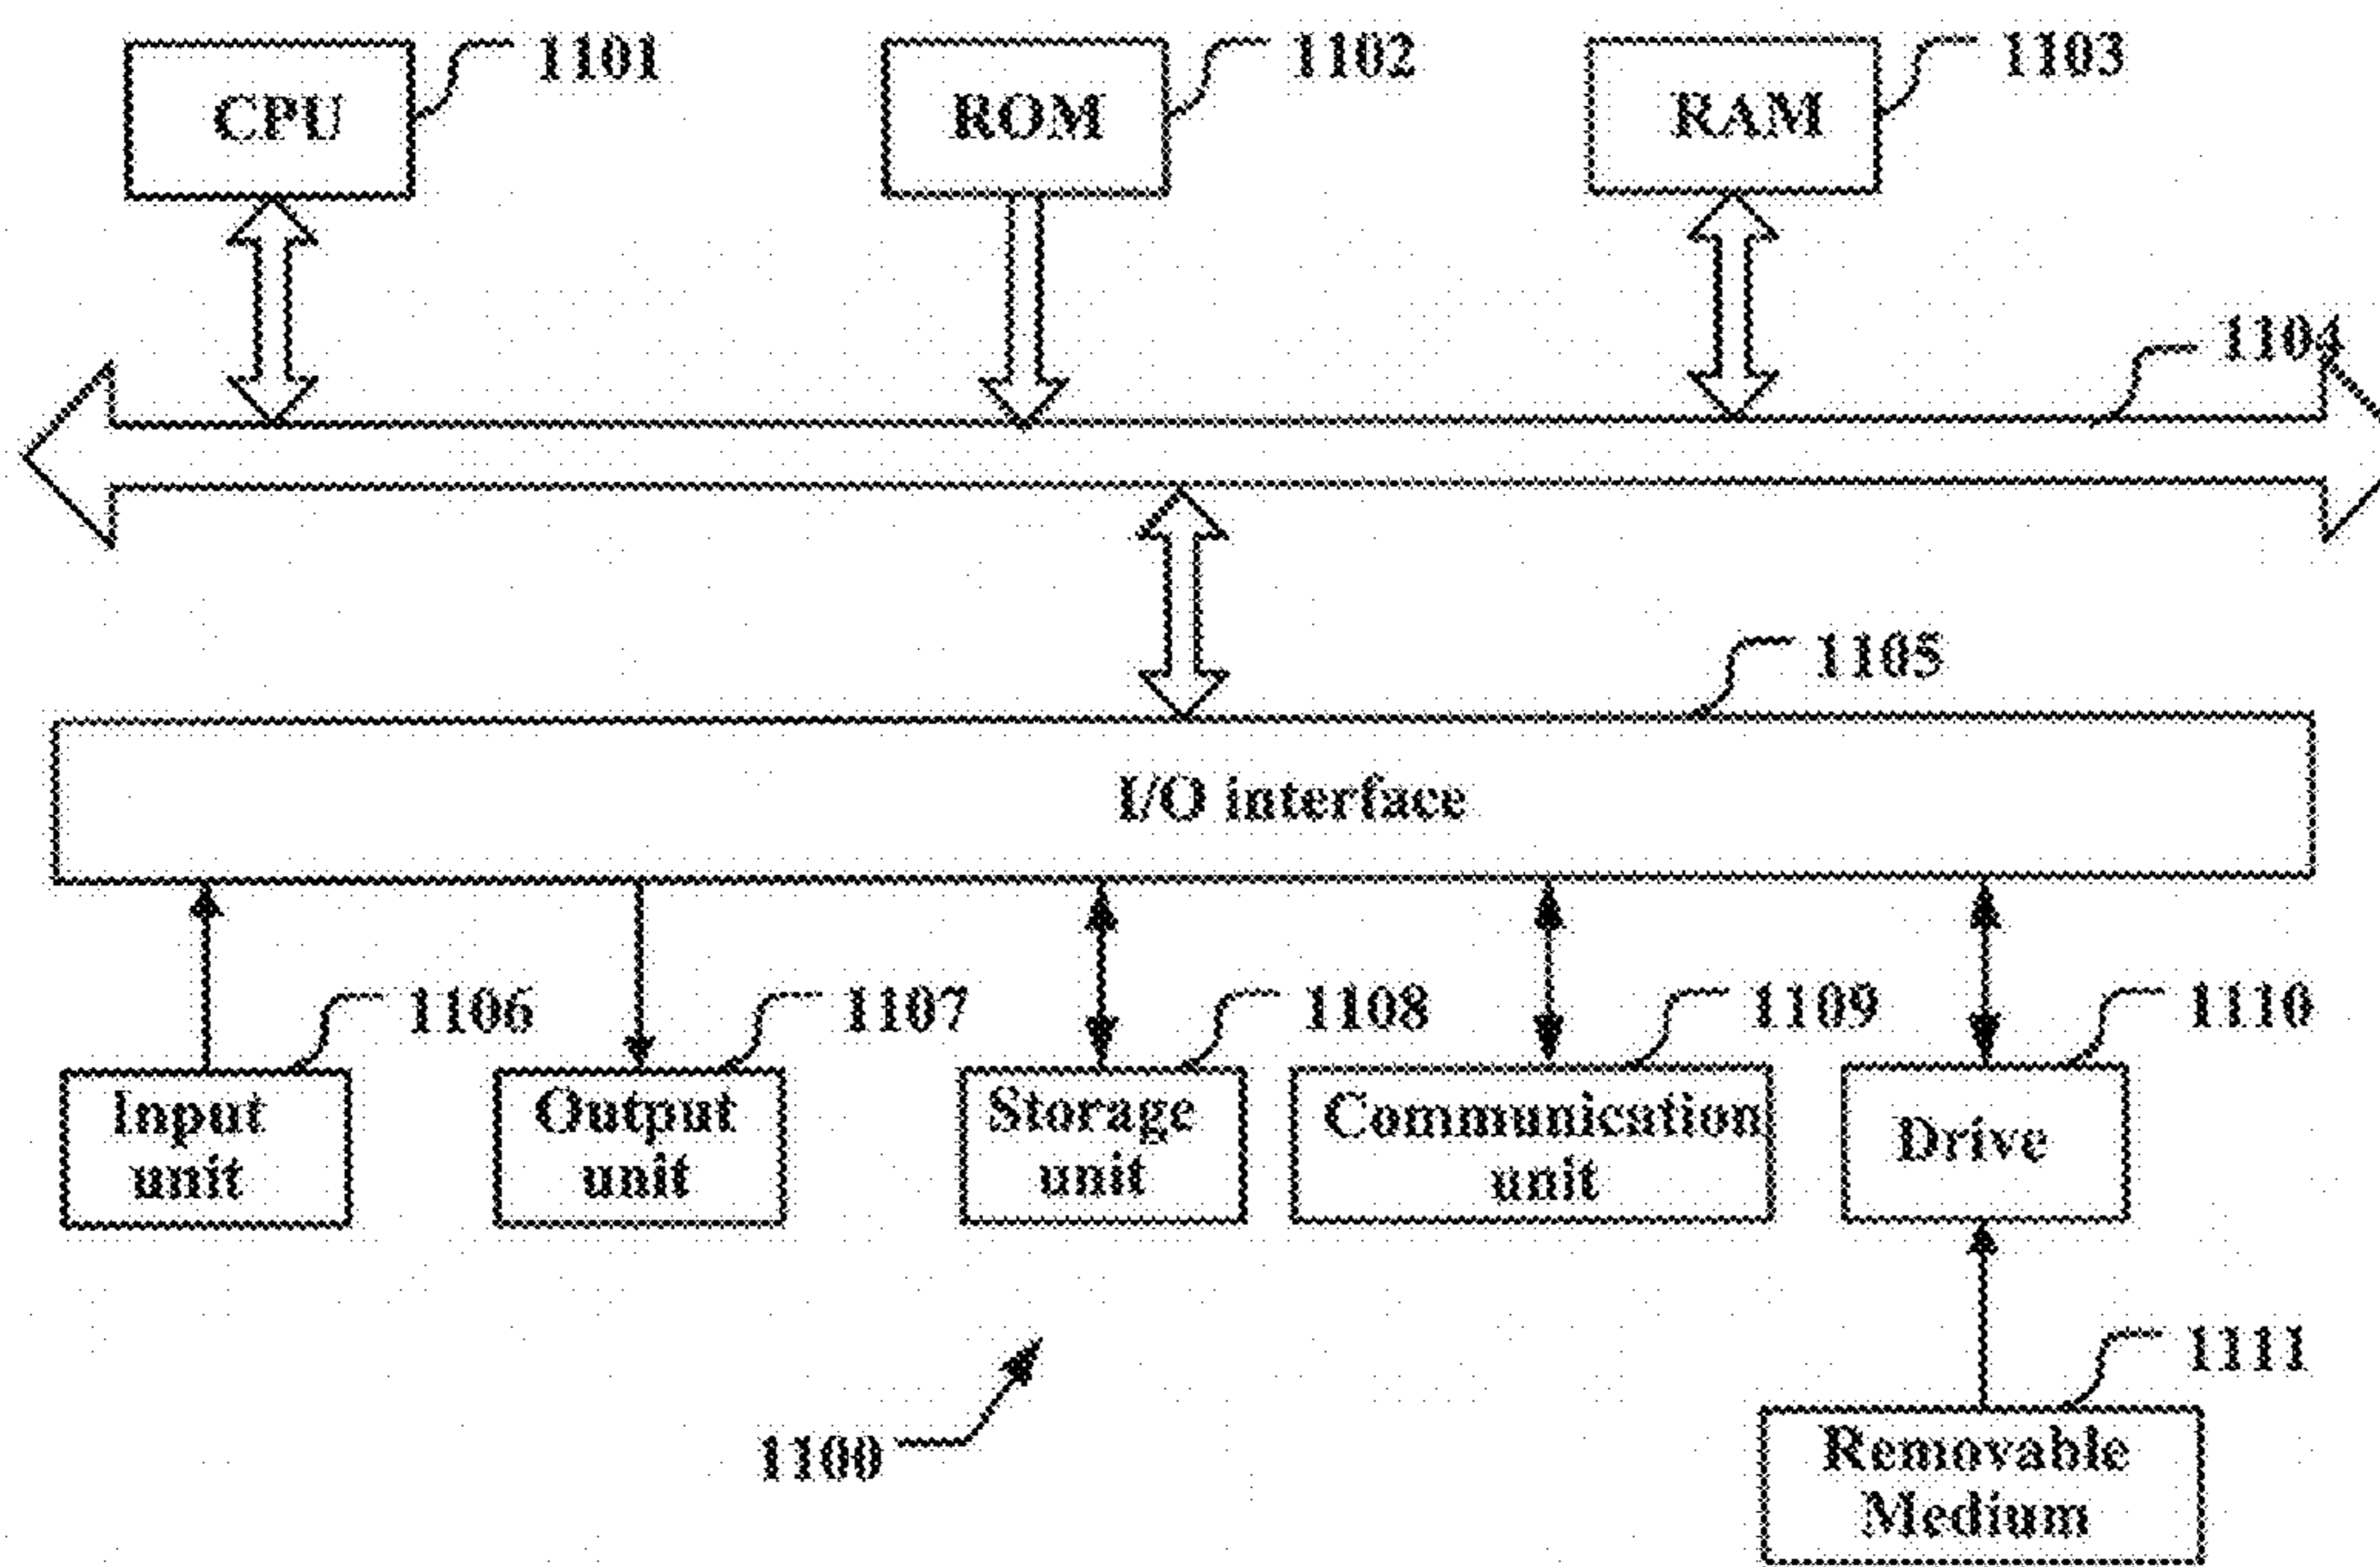 CPU 1101 ROM 1102 RAM 1103
1104
1105
I/O interface
1106 1107 1108 1109 1110
Input unit
Output unit
Storage unit
Communication unit
Drive
1111
1100
Removable
Medium